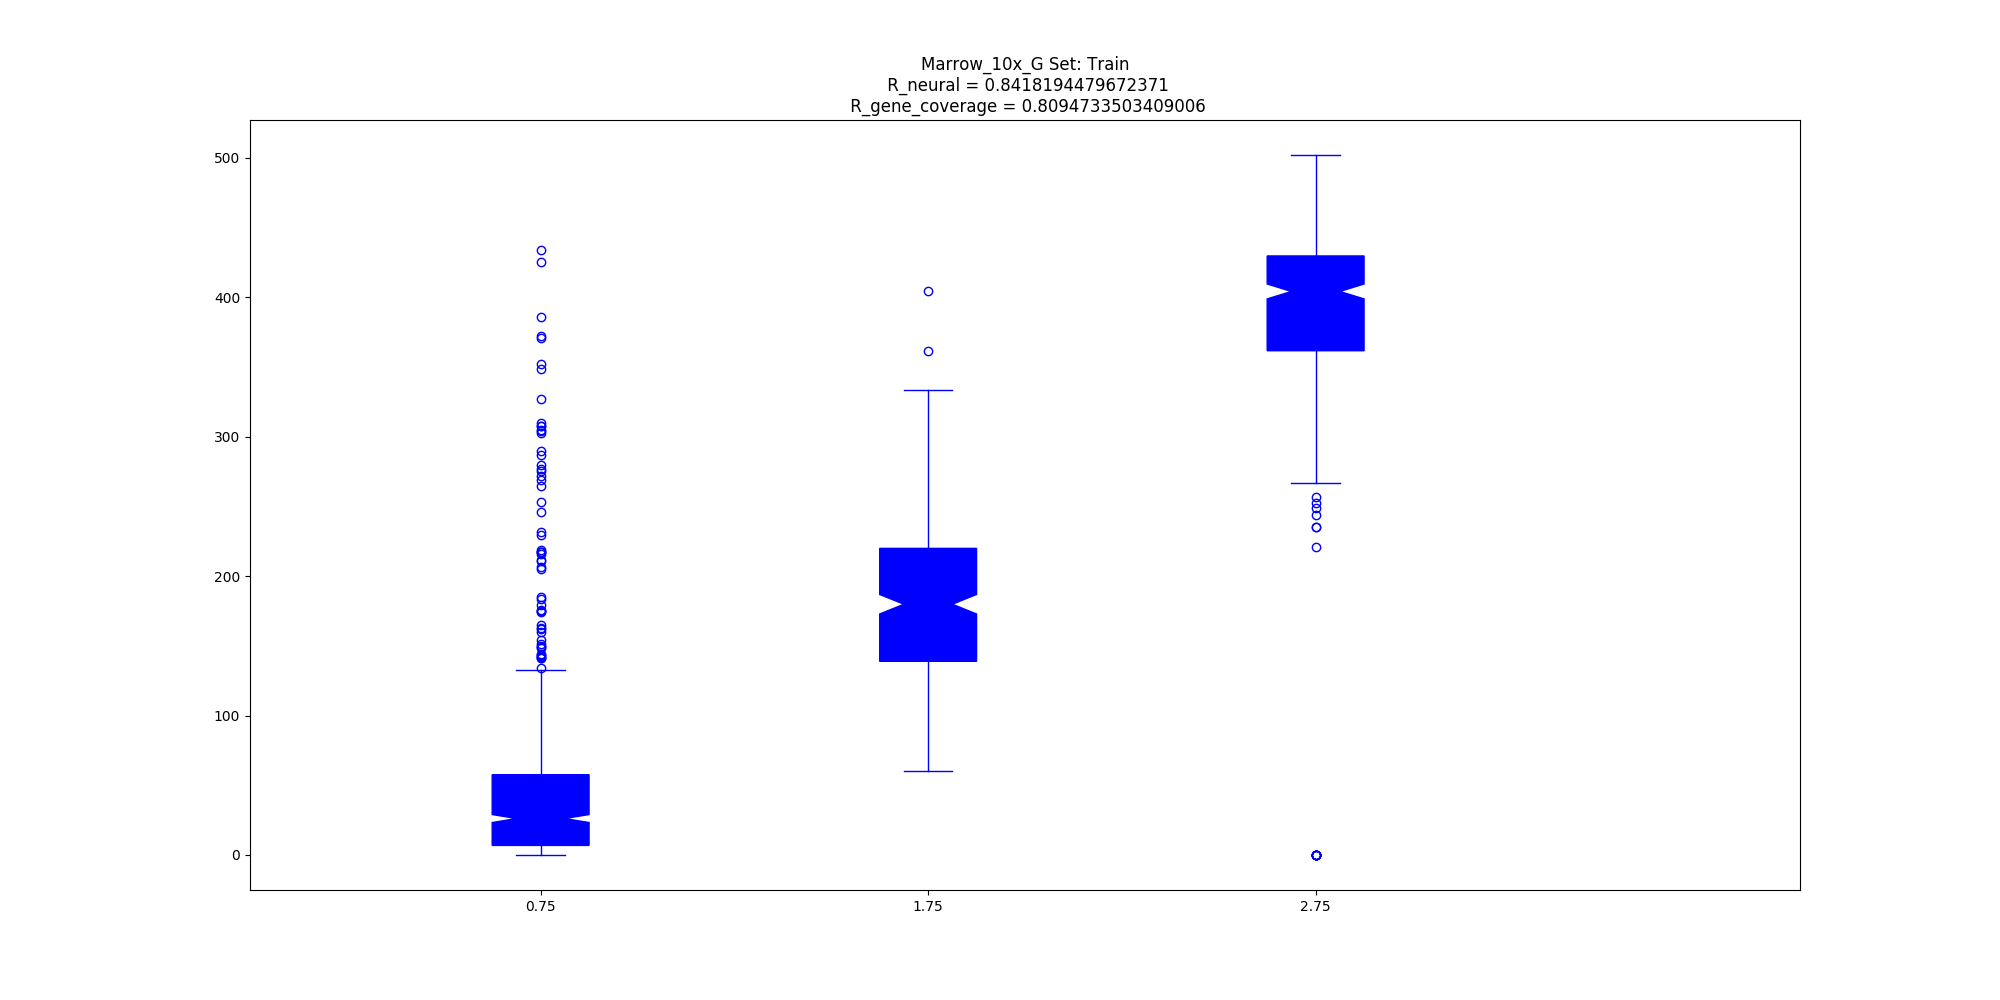 Marrow_10x_G Set: Train
R_neural = 0.8418194479672371
R_gene_coverage = 0.8094733503409006
500
400
300
200
100
0
0.75 1.75 2.75